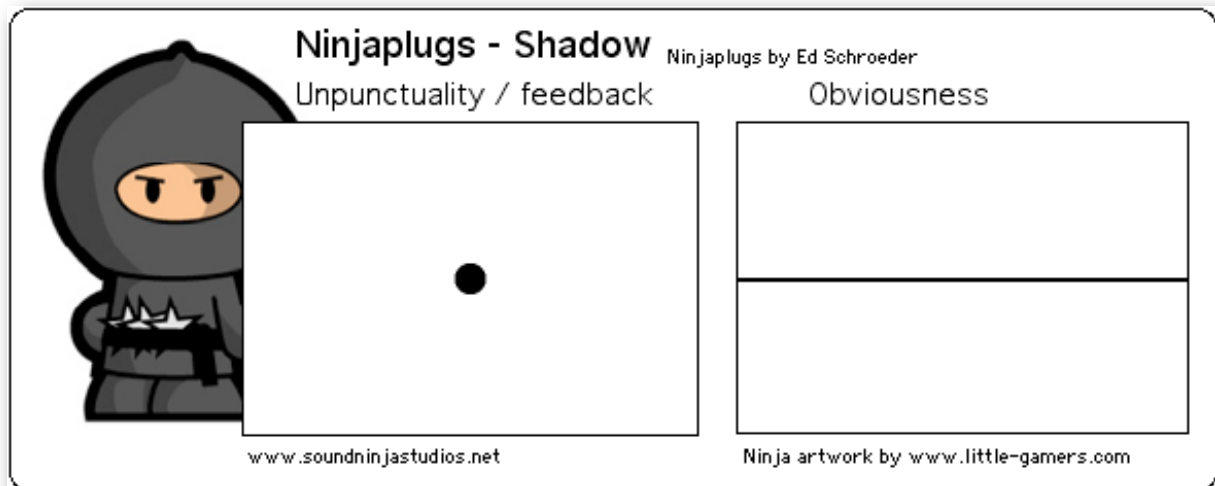 Ninjaplugs - Shadow Ninjaplugs by Ed Schroeder
Unpunctuality / feedback
Obviousness
www.soundninjastudios.net
Ninja artwork by www.little-gamers.com